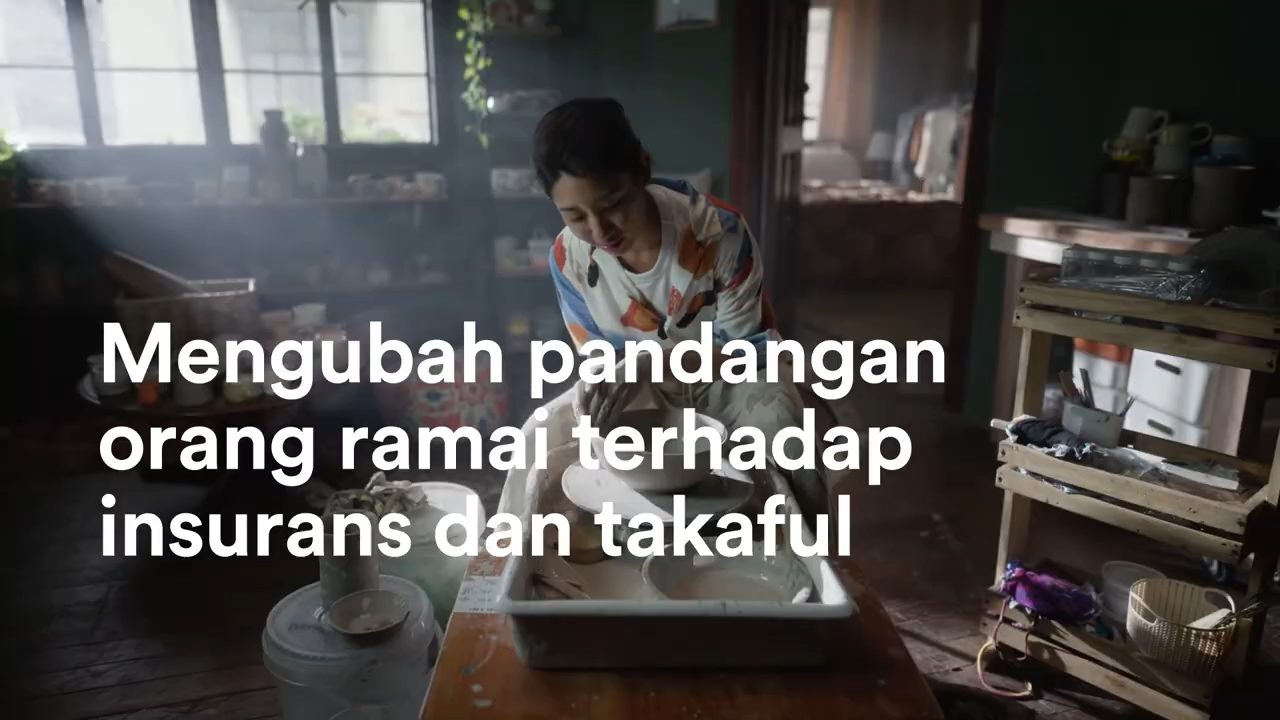 Mengubah pandangan
orang ramai terhadap
insurans dan takaful